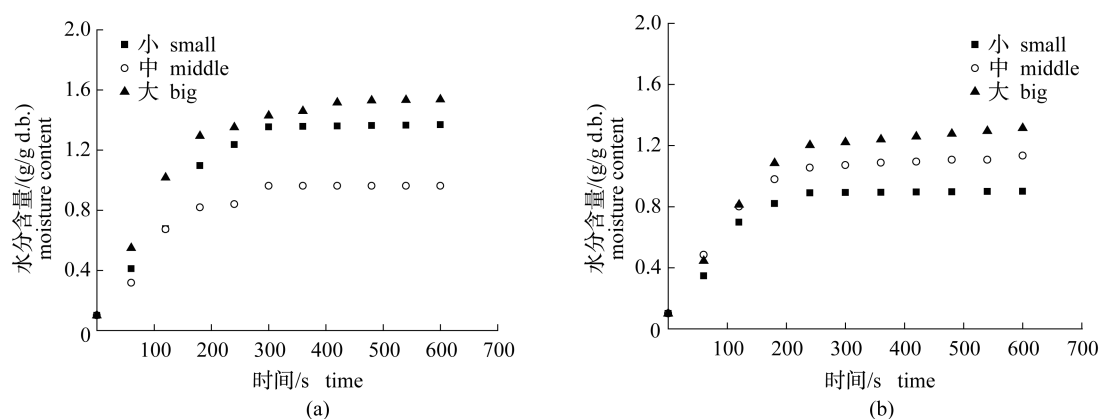 2.0
1.6
1.2
0.8
0.4
0
小 small
中 middle
大 big
水分含量/(g/g d.b.)
moisture content
100 200 300 400 500 600 700
时间/s time
(a)
2.0
1.6
1.2
0.8
0.4
0
小 small
中 middle
大 big
水分含量/(g/g d.b.)
moisture content
100 200 300 400 500 600 700
时间/s time
(b)